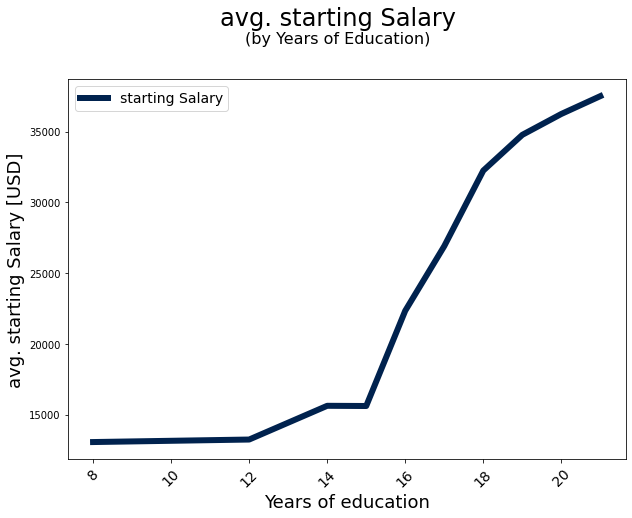 avg. starting Salary
(by Years of Education)
starting Salary
avg. starting Salary [USD]
35000
30000
25000
20000
15000
8
10
12
14
16
18
20
Years of education